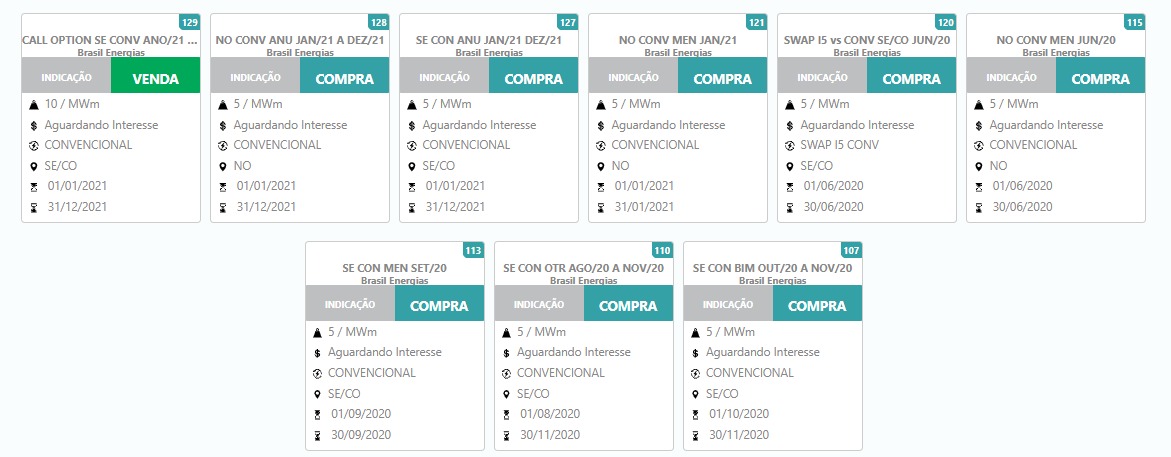 129
CALL OPTION SE CONV ANO/21 ...
Brasil Energias
INDICAÇÃO VENDA
10 / MWm
Aguardando Interesse
CONVENCIONAL
SE/CO
01/01/2021
31/12/2021
128
NO CONV ANU JAN/21 A DEZ/21
Brasil Energias
INDICAÇÃO COMPRA
5 / MWm
Aguardando Interesse
CONVENCIONAL
NO
01/01/2021
31/12/2021
127
SE CON ANU JAN/21 DEZ/21
Brasil Energias
INDICAÇÃO COMPRA
5 / MWm
Aguardando Interesse
CONVENCIONAL
SE/CO
01/01/2021
31/12/2021
121
NO CONV MEN JAN/21
Brasil Energias
INDICAÇÃO COMPRA
5 / MWm
Aguardando Interesse
CONVENCIONAL
NO
01/01/2021
31/01/2021
120
SWAP I5 vs CONV SE/CO JUN/20
Brasil Energias
INDICAÇÃO COMPRA
5 / MWm
Aguardando Interesse
SWAP I5 CONV
SE/CO
01/06/2020
30/06/2020
115
NO CONV MEN JUN/20
Brasil Energias
INDICAÇÃO COMPRA
5 / MWm
Aguardando Interesse
CONVENCIONAL
NO
01/06/2020
30/06/2020
113
SE CON MEN SET/20
Brasil Energias
INDICAÇÃO COMPRA
5 / MWm
Aguardando Interesse
CONVENCIONAL
SE/CO
01/09/2020
30/09/2020
110
SE CON OTR AGO/20 A NOV/20
Brasil Energias
INDICAÇÃO COMPRA
5 / MWm
Aguardando Interesse
CONVENCIONAL
SE/CO
01/08/2020
30/11/2020
107
SE CON BIM OUT/20 A NOV/20
Brasil Energias
INDICAÇÃO COMPRA
5 / MWm
Aguardando Interesse
CONVENCIONAL
SE/CO
01/10/2020
30/11/2020